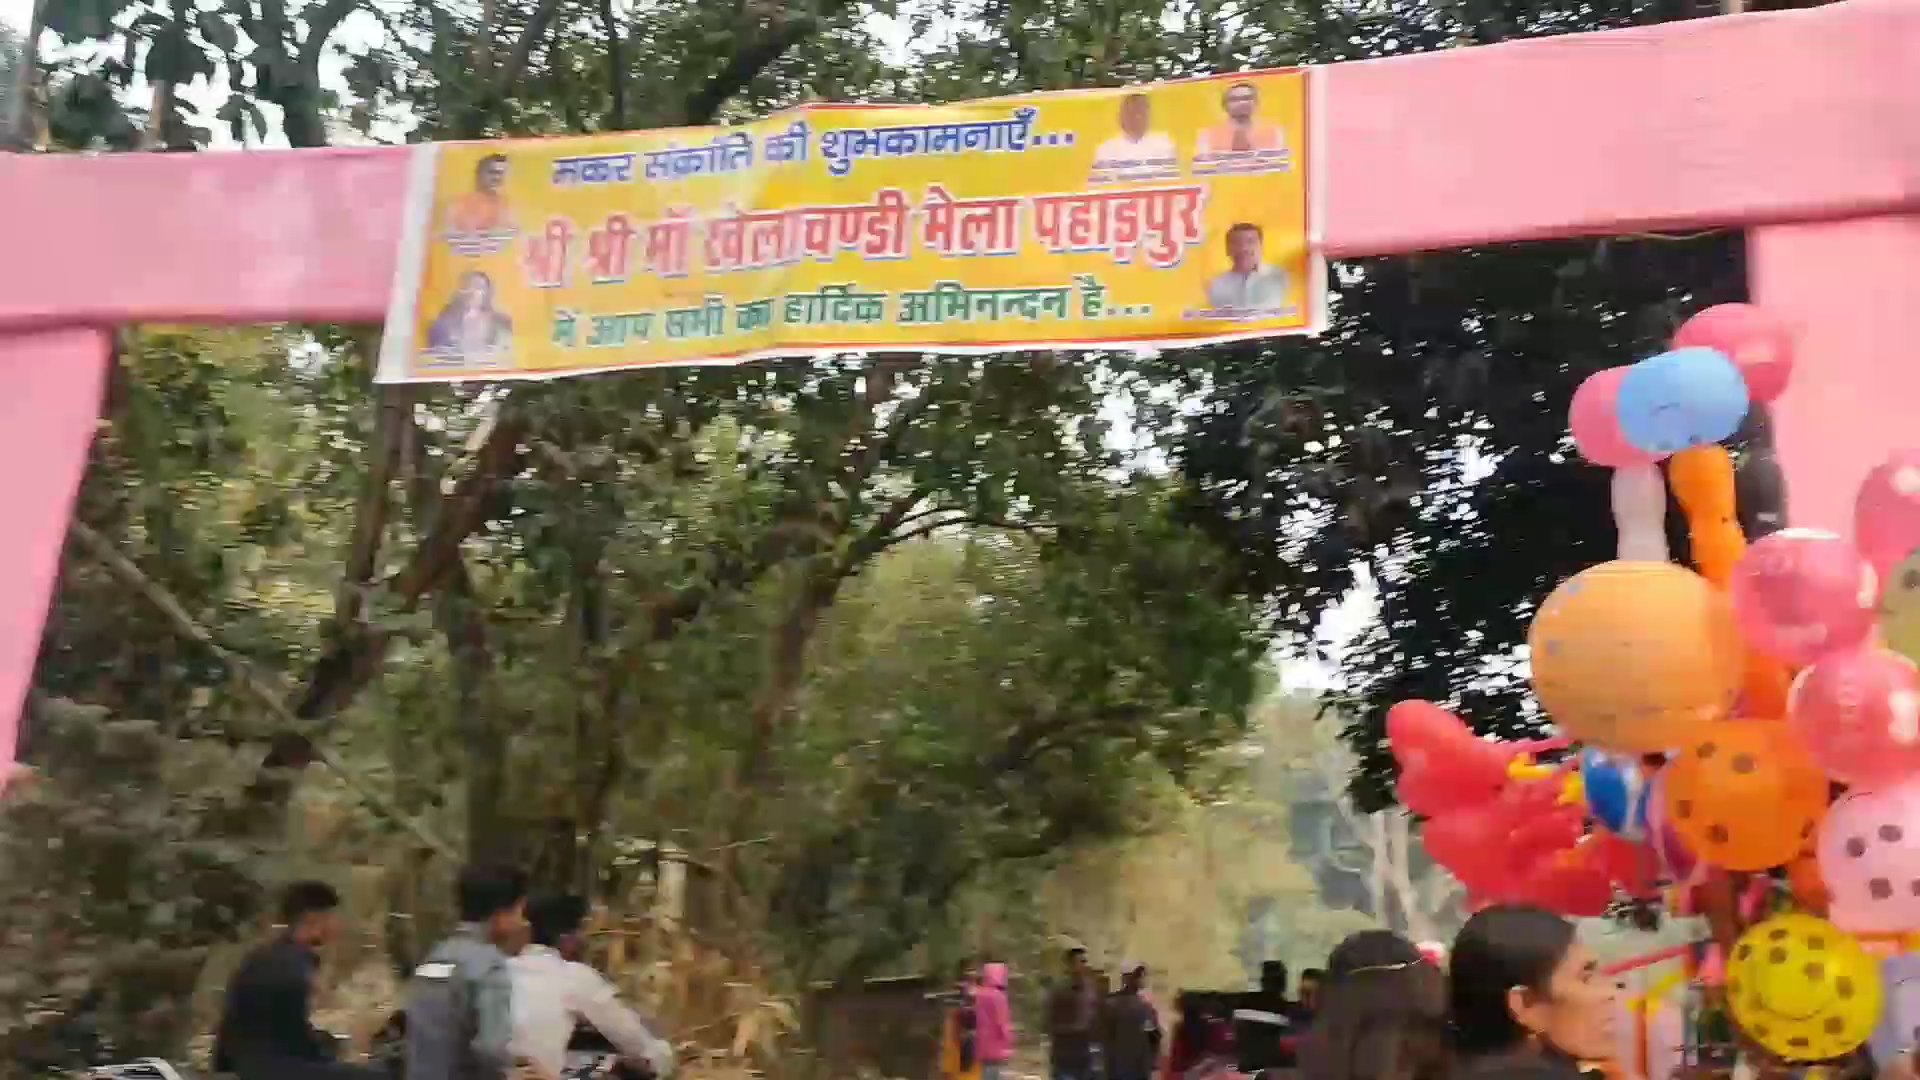 मकर संक्रांति की शुभकामनाएँ...
श्री श्री माँ खेलाचण्डी मेला पहाड़पुर
में आप सभी का हार्दिक अभिनन्दन है...